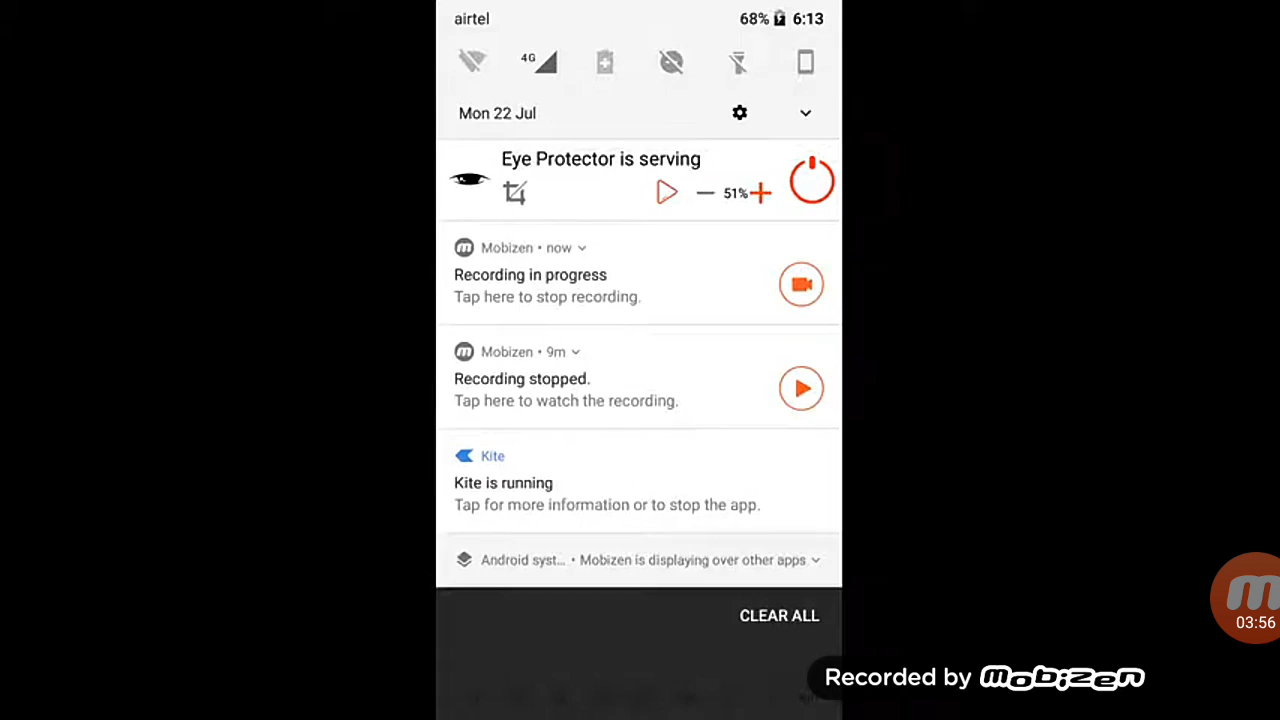 airtel
68% 6:13
4G
Mon 22 Jul
Eye Protector is serving
51%
Mobizen • now
Recording in progress
Tap here to stop recording.
Mobizen • 9m
Recording stopped.
Tap here to watch the recording.
Kite
Kite is running
Tap for more information or to stop the app.
Android syst... • Mobizen is displaying over other apps
CLEAR ALL
03:56
Recorded by mobizen